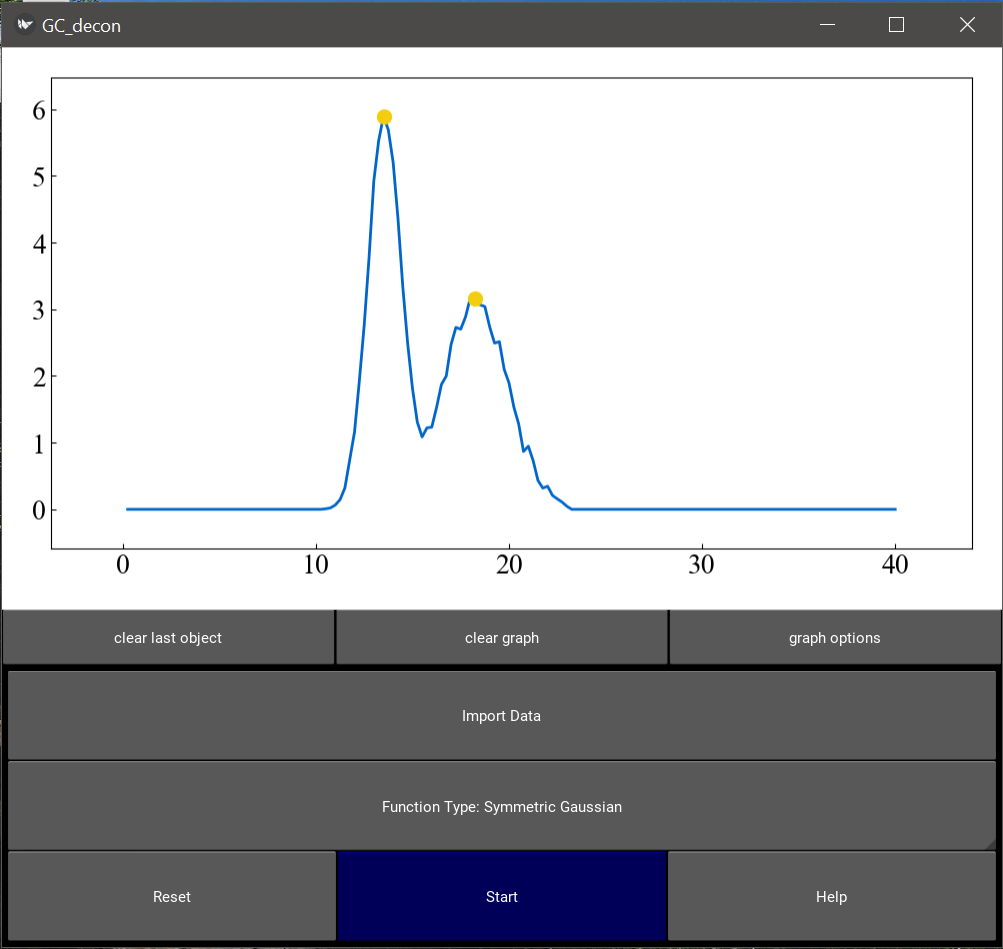 GC_decon
6
5
4
3
2
1
0
0 10 20 30 40
clear last object clear graph graph options
Import Data
Function Type: Symmetric Gaussian
Reset Start Help